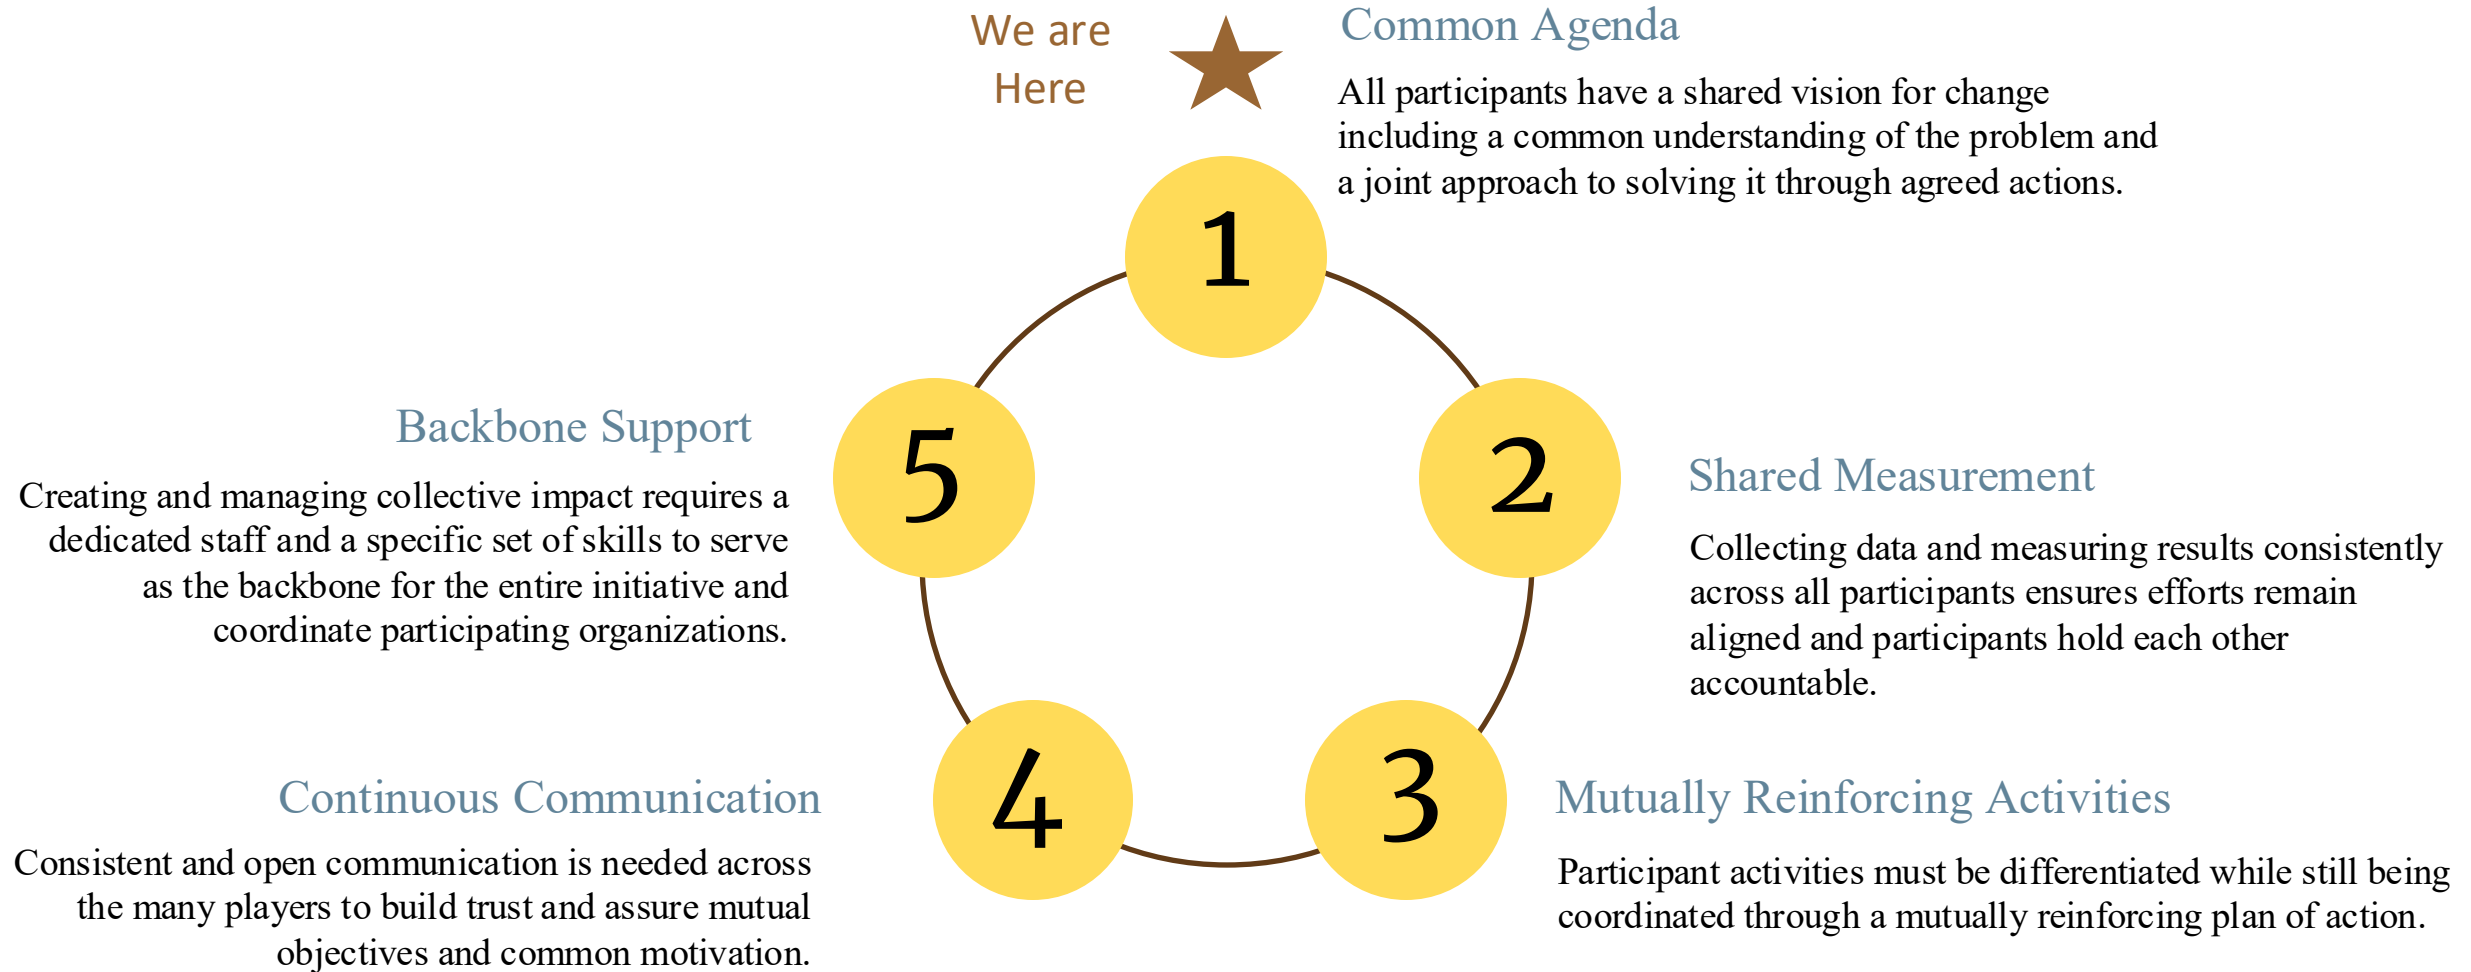 We are
Here
Common Agenda
All participants have a shared vision for change
including a common understanding of the problem and
a joint approach to solving it through agreed actions.
1
2
Shared Measurement
Collecting data and measuring results consistently
across all participants ensures efforts remain
aligned and participants hold each other
accountable.
3
Mutually Reinforcing Activities
Participant activities must be differentiated while still being
coordinated through a mutually reinforcing plan of action.
4
Continuous Communication
Consistent and open communication is needed across
the many players to build trust and assure mutual
objectives and common motivation.
5
Backbone Support
Creating and managing collective impact requires a
dedicated staff and a specific set of skills to serve
as the backbone for the entire initiative and
coordinate participating organizations.